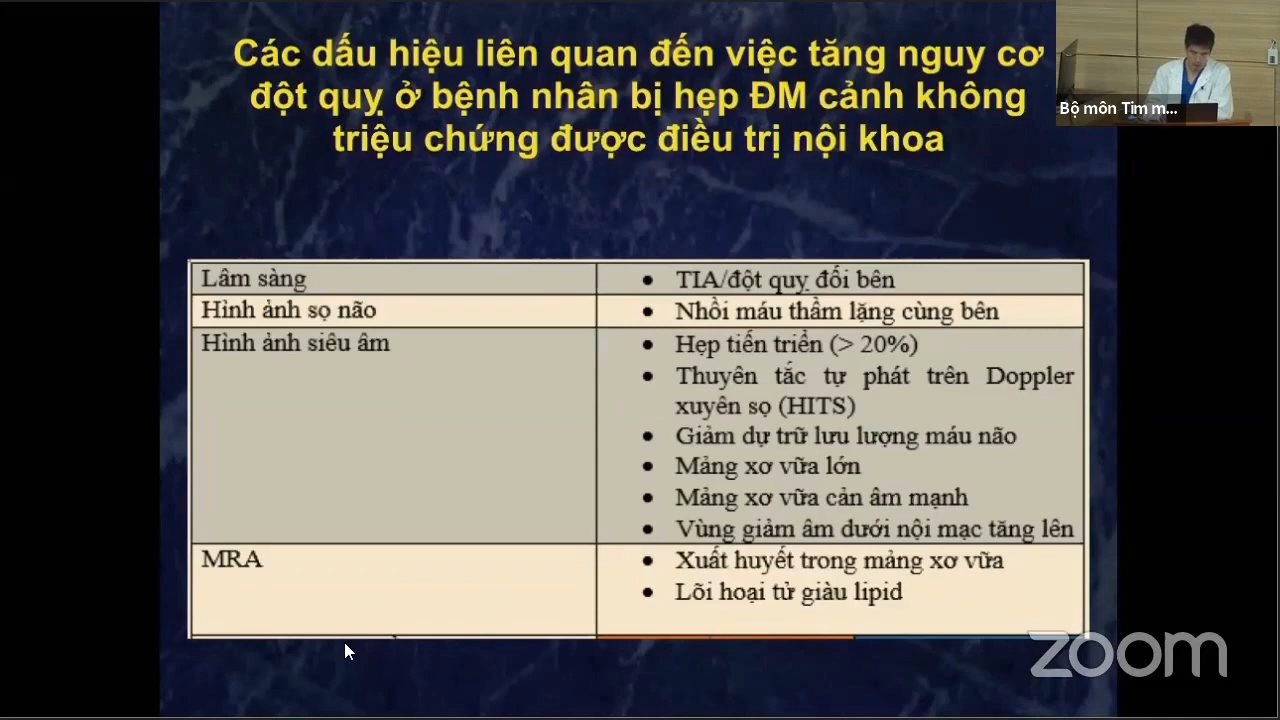 Các dấu hiệu liên quan đến việc tăng nguy cơ
đột quỵ ở bệnh nhân bị hẹp ĐM cảnh không
triệu chứng được điều trị nội khoa
Bộ môn Tim m...
Lâm sàng
• TIA/đột quỵ đối bên
Hình ảnh sọ não
• Nhồi máu thầm lặng cùng bên
Hình ảnh siêu âm
• Hẹp tiến triển (> 20%)
• Thuyên tắc tự phát trên Doppler
xuyên sọ (HITS)
• Giảm dự trữ lưu lượng máu não
• Mảng xơ vữa lớn
• Mảng xơ vữa cản âm mạnh
• Vùng giảm âm dưới nội mạc tăng lên
MRA
• Xuất huyết trong mảng xơ vữa
• Lõi hoại tử giàu lipid
zoom